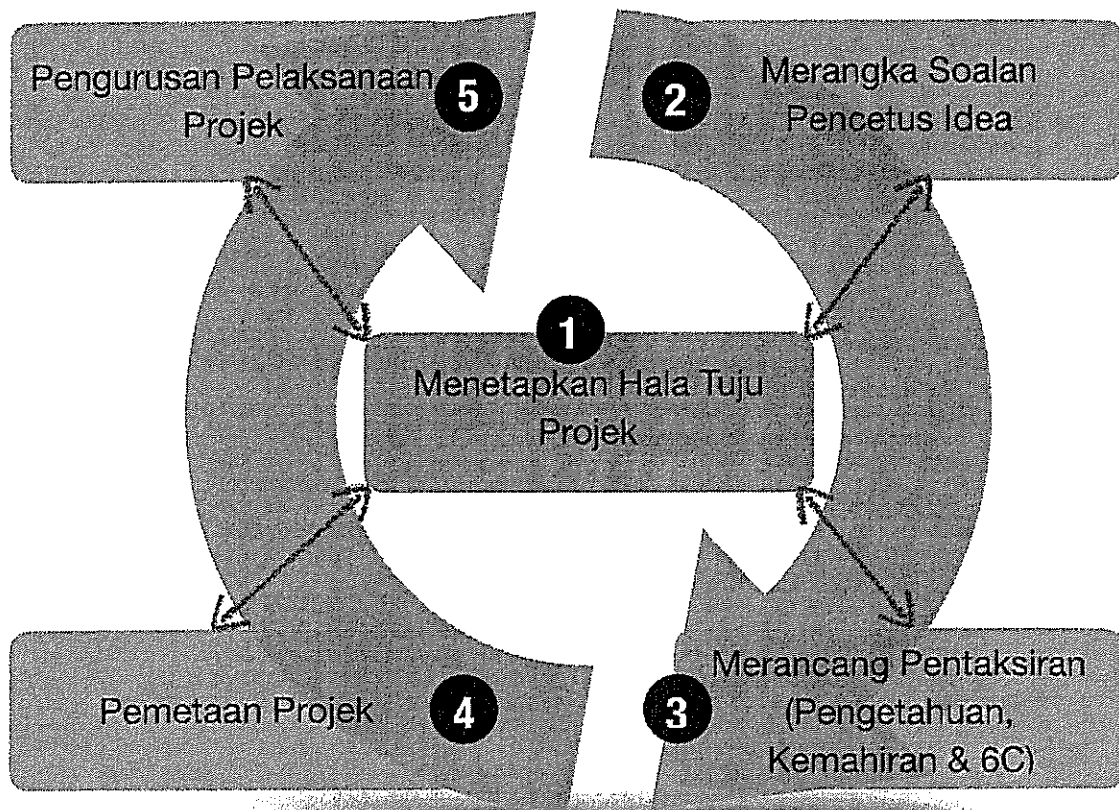 1
Menetapkan Hala Tuju
Projek
2
Merangka Soalan
Pencetus Idea
3
Merancang Pentaksiran
(Pengetahuan,
Kemahiran & 6C)
4
Pemetaan Projek
5
Pengurusan Pelaksanaan
Projek